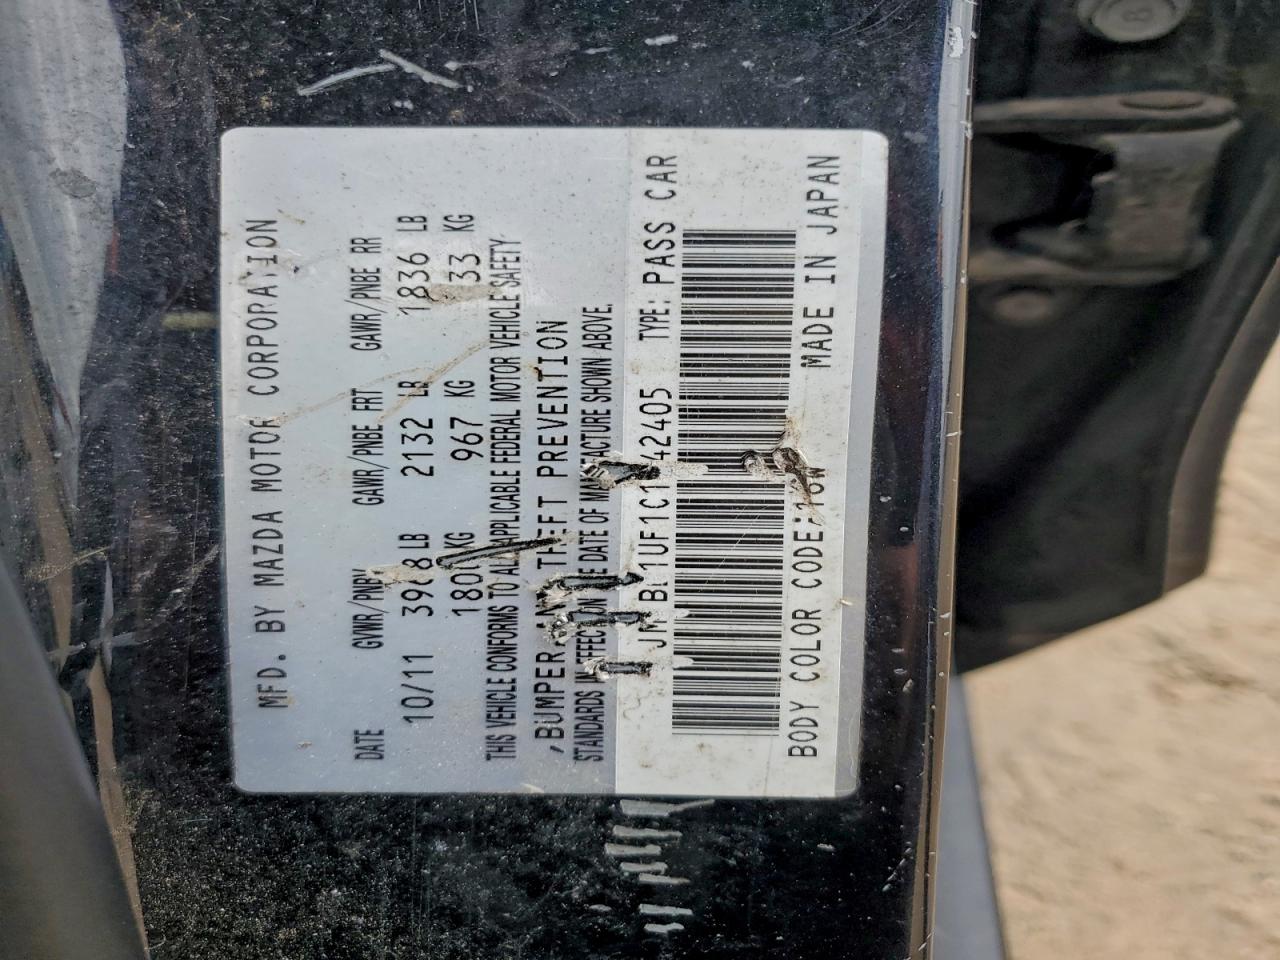 MFD. BY MAZDA MOTOR CORPORATION
DATE GVWR/PNBV GAWR/PNBE FRT GAWR/PNBE RR
10/11 LB 2132 LB 1836 LB
KG 967 KG KG
THIS VEHICLE CONFORMS TO ALL APPLICABLE FEDERAL MOTOR VEHICLE SAFETY,
,BUMPER, AND THEFT PREVENTION
STANDARDS IN EFFECT ON THE DATE OF MANUFACTURE SHOWN ABOVE.
TYPE: PASS CAR
BODY COLOR CODE: MADE IN JAPAN
8